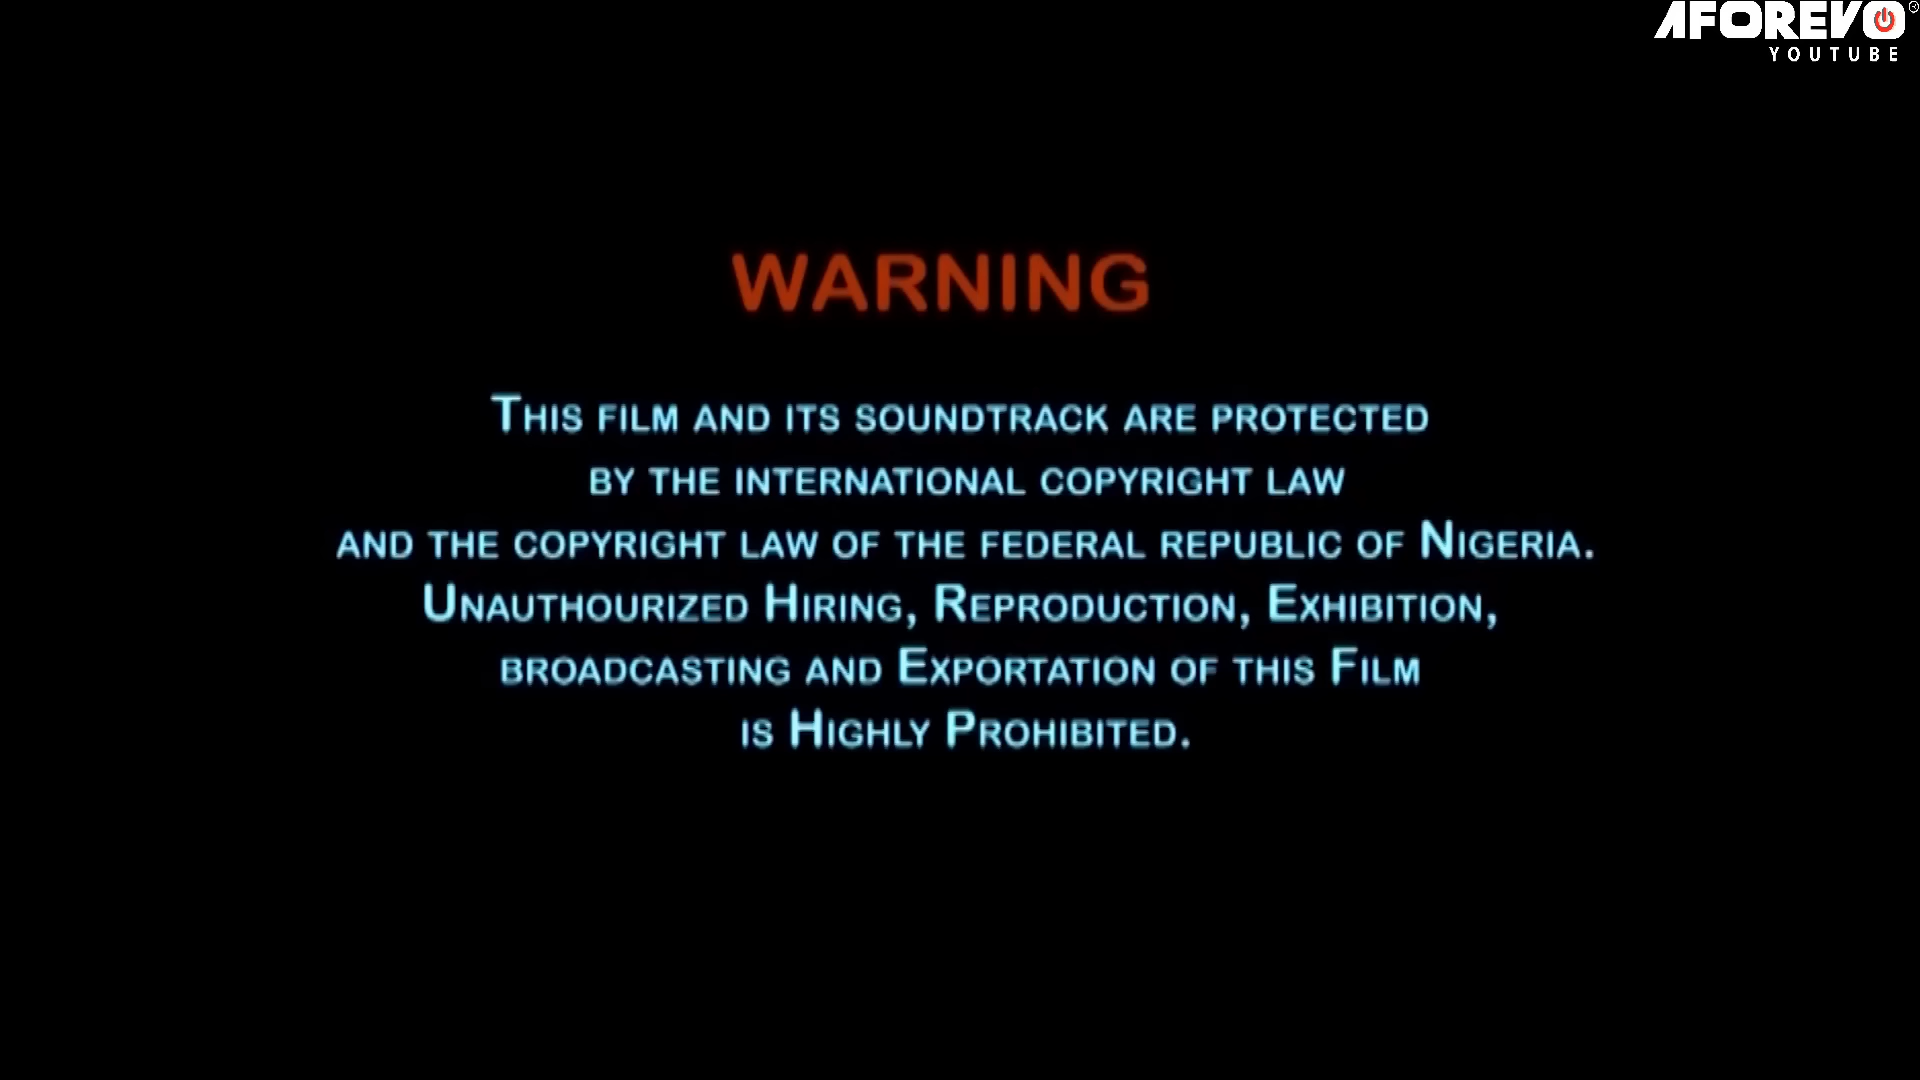 AFOREVO
YOUTUBE
WARNING
THIS FILM AND ITS SOUNDTRACK ARE PROTECTED
BY THE INTERNATIONAL COPYRIGHT LAW
AND THE COPYRIGHT LAW OF THE FEDERAL REPUBLIC OF NIGERIA.
UNAUTHOURIZED HIRING, REPRODUCTION, EXHIBITION,
BROADCASTING AND EXPORTATION OF THIS FILM
IS HIGHLY PROHIBITED.